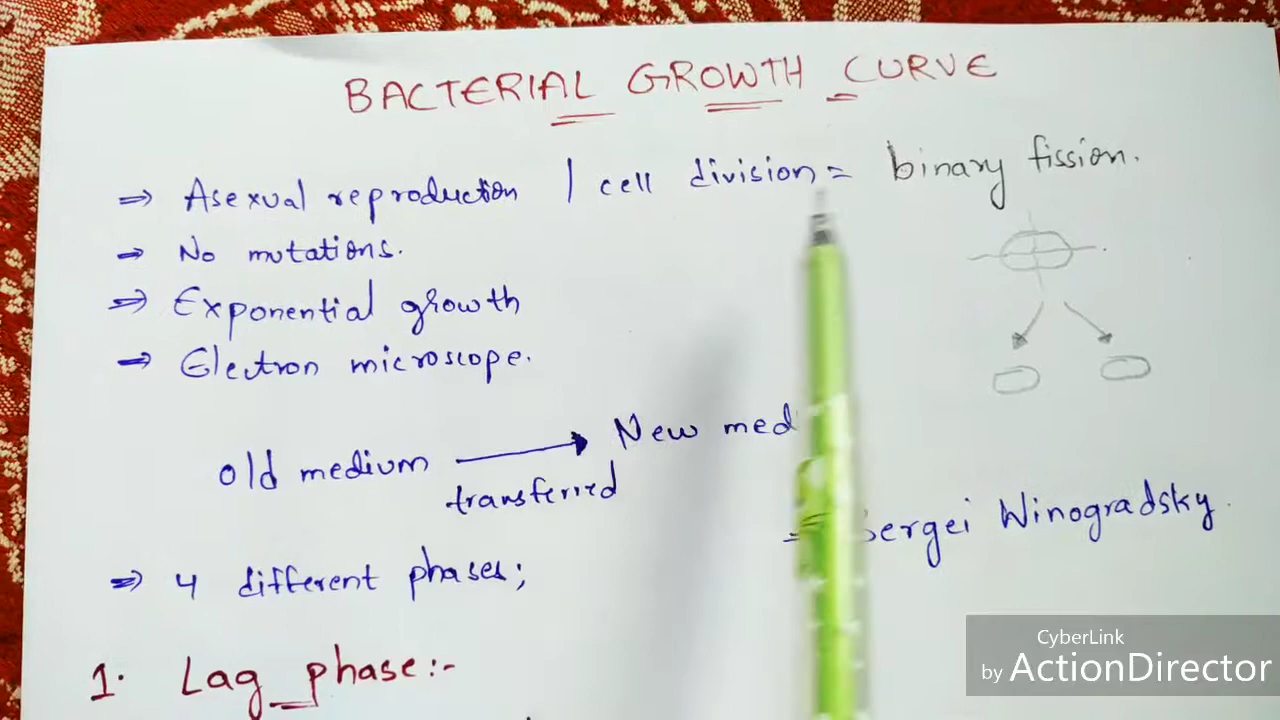 BACTERIAL GROWTH CURVE
⇒ Asexual reproduction / cell division = binary fission.
→ No mutations.
⇒ Exponential growth
→ Electron microscope.
old medium → New med
transferred
Sergei Winogradsky.
⇒ 4 different phases;
1. Lag phase:-
CyberLink
by ActionDirector